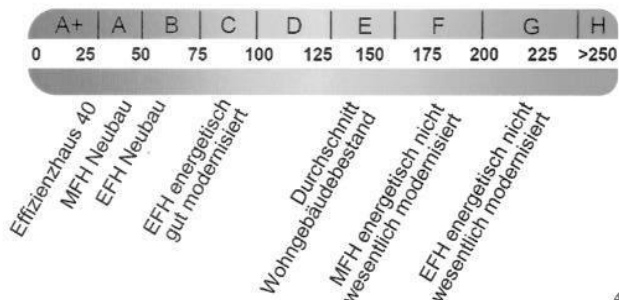 A+ A B C D E F G H
0 25 50 75 100 125 150 175 200 225 >250
Effizienzhaus 40
MFH Neubau
EFH Neubau
EFH energetisch
gut modernisiert
Durchschnitt
Wohngebäudebestand
MFH energetisch nicht
wesentlich modernisiert
EFH energetisch nicht
wesentlich modernisiert